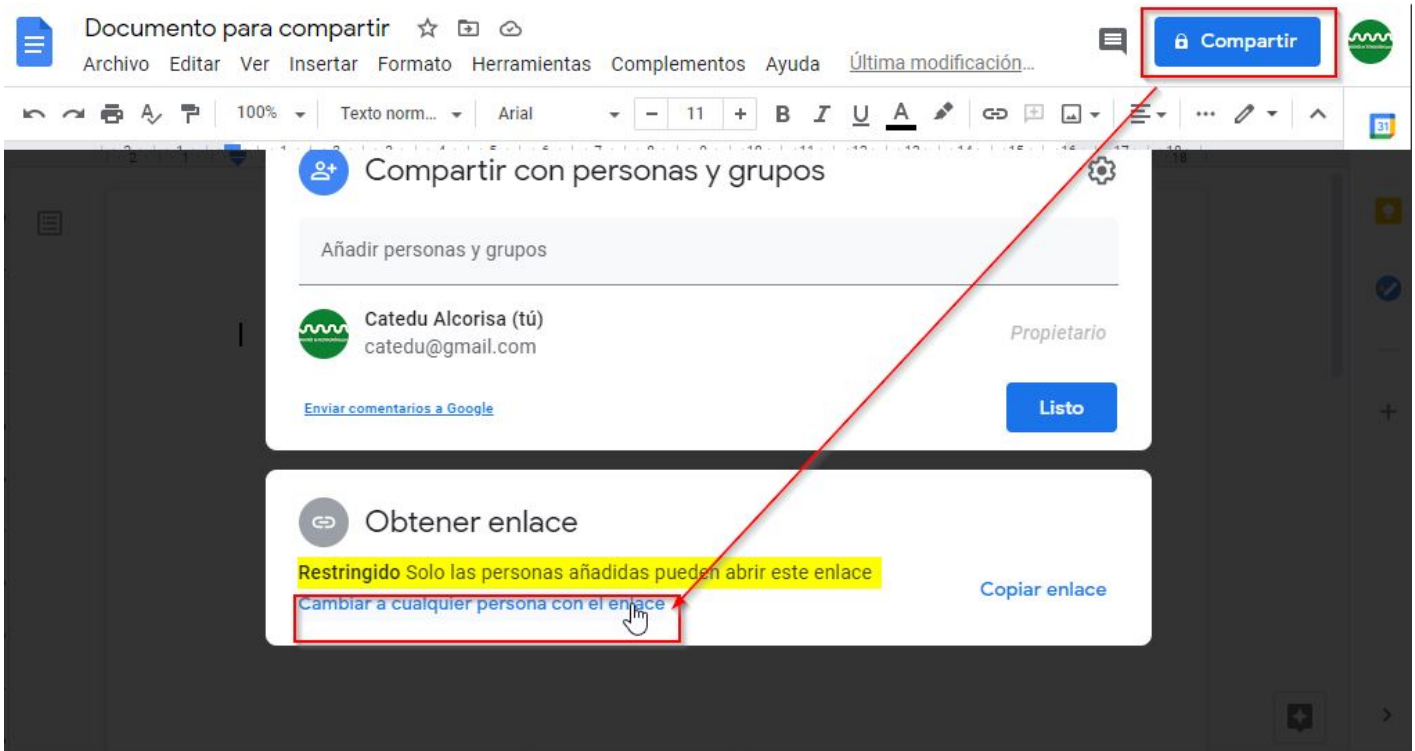 Documento para compartir
Compartir
Archivo Editar Ver Insertar Formato Herramientas Complementos Ayuda Última modificación...
100% Texto norm... Arial - 11 + B I U A ...
31
Compartir con personas y grupos
Añadir personas y grupos
Catedu Alcorisa (tú)
catedu@gmail.com
Propietario
Enviar comentarios a Google
Listo
Obtener enlace
Restringido Solo las personas añadidas pueden abrir este enlace
Copiar enlace
Cambiar a cualquier persona con el enlace